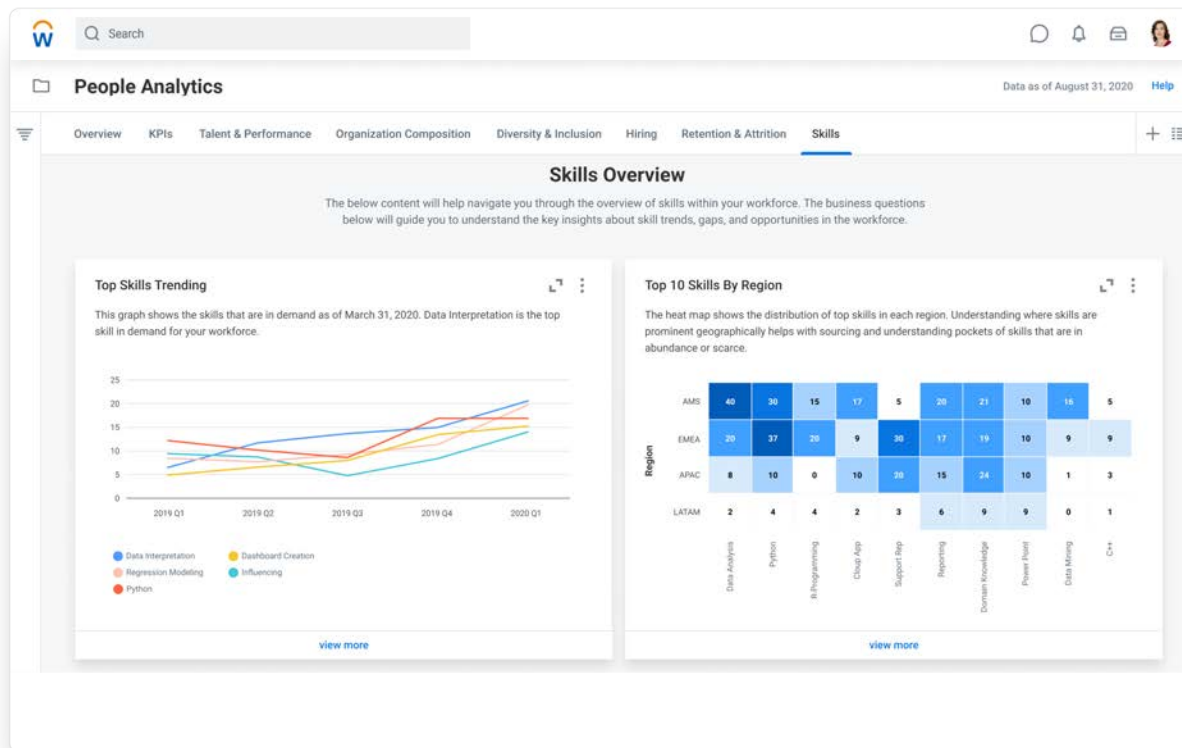 W
Search
People Analytics
Data as of August 31, 2020 Help
Overview KPIs Talent & Performance Organization Composition Diversity & Inclusion Hiring Retention & Attrition Skills
Skills Overview
The below content will help navigate you through the overview of skills within your workforce. The business questions
below will guide you to understand the key insights about skill trends, gaps, and opportunities in the workforce.
Top Skills Trending
This graph shows the skills that are in demand as of March 31, 2020. Data Interpretation is the top
skill in demand for your workforce.
25
20
15
10
5
0
2019 Q1 2019 Q2 2019 Q3 2019 Q4 2020 Q1
Data Interpretation Dashboard Creation
Regression Modeling Influencing
Python
view more
Top 10 Skills By Region
The heat map shows the distribution of top skills in each region. Understanding where skills are
prominent geographically helps with sourcing and understanding pockets of skills that are in
abundance or scarce.
Region
AMS 40 30 15 17 5 20 21 10 16 5
EMEA 20 37 20 9 30 17 19 10 9 9
APAC 8 10 0 10 20 15 24 10 1 3
LATAM 2 4 4 2 3 6 9 9 0 1
Data Analysis
Python
R-Programming
Cloup App
Support Rep
Reporting
Domain Knowledge
Power Point
Data Mining
C++
view more